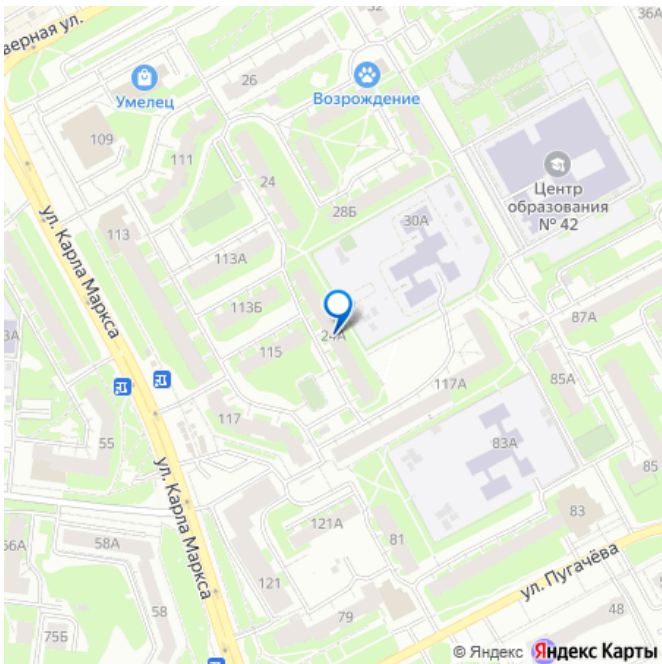 32
36А
верная ул.
26
Умелец
Возрождение
109
111
24
Центр
образования
№ 42
28Б
30А
ул. Карла Маркса
113
113А
113Б
3А
24А
87А
115
117А
85А
117
55
83А
85
ул. Карла Маркса
83
56А
58А
121А
81
ул. Пугачёва
121
58
79
48
75Б
© Яндекс Яндекс Карты